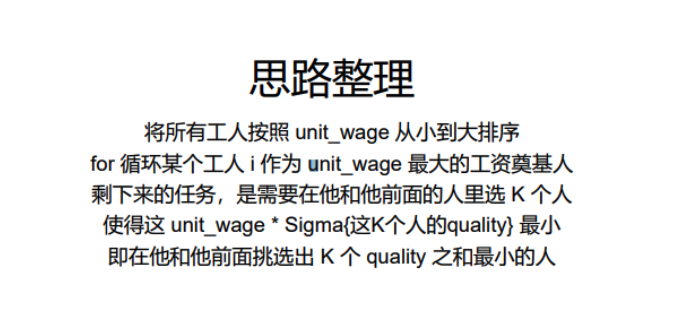 思路整理
将所有工人按照 unit_wage 从小到大排序
for 循环某个工人 i 作为 unit_wage 最大的工资奠基人
剩下来的任务，是需要在他和他前面的人里选 K 个人
使得这 unit_wage * Sigma{这K个人的quality} 最小
即在他和他前面挑选出 K 个 quality 之和最小的人